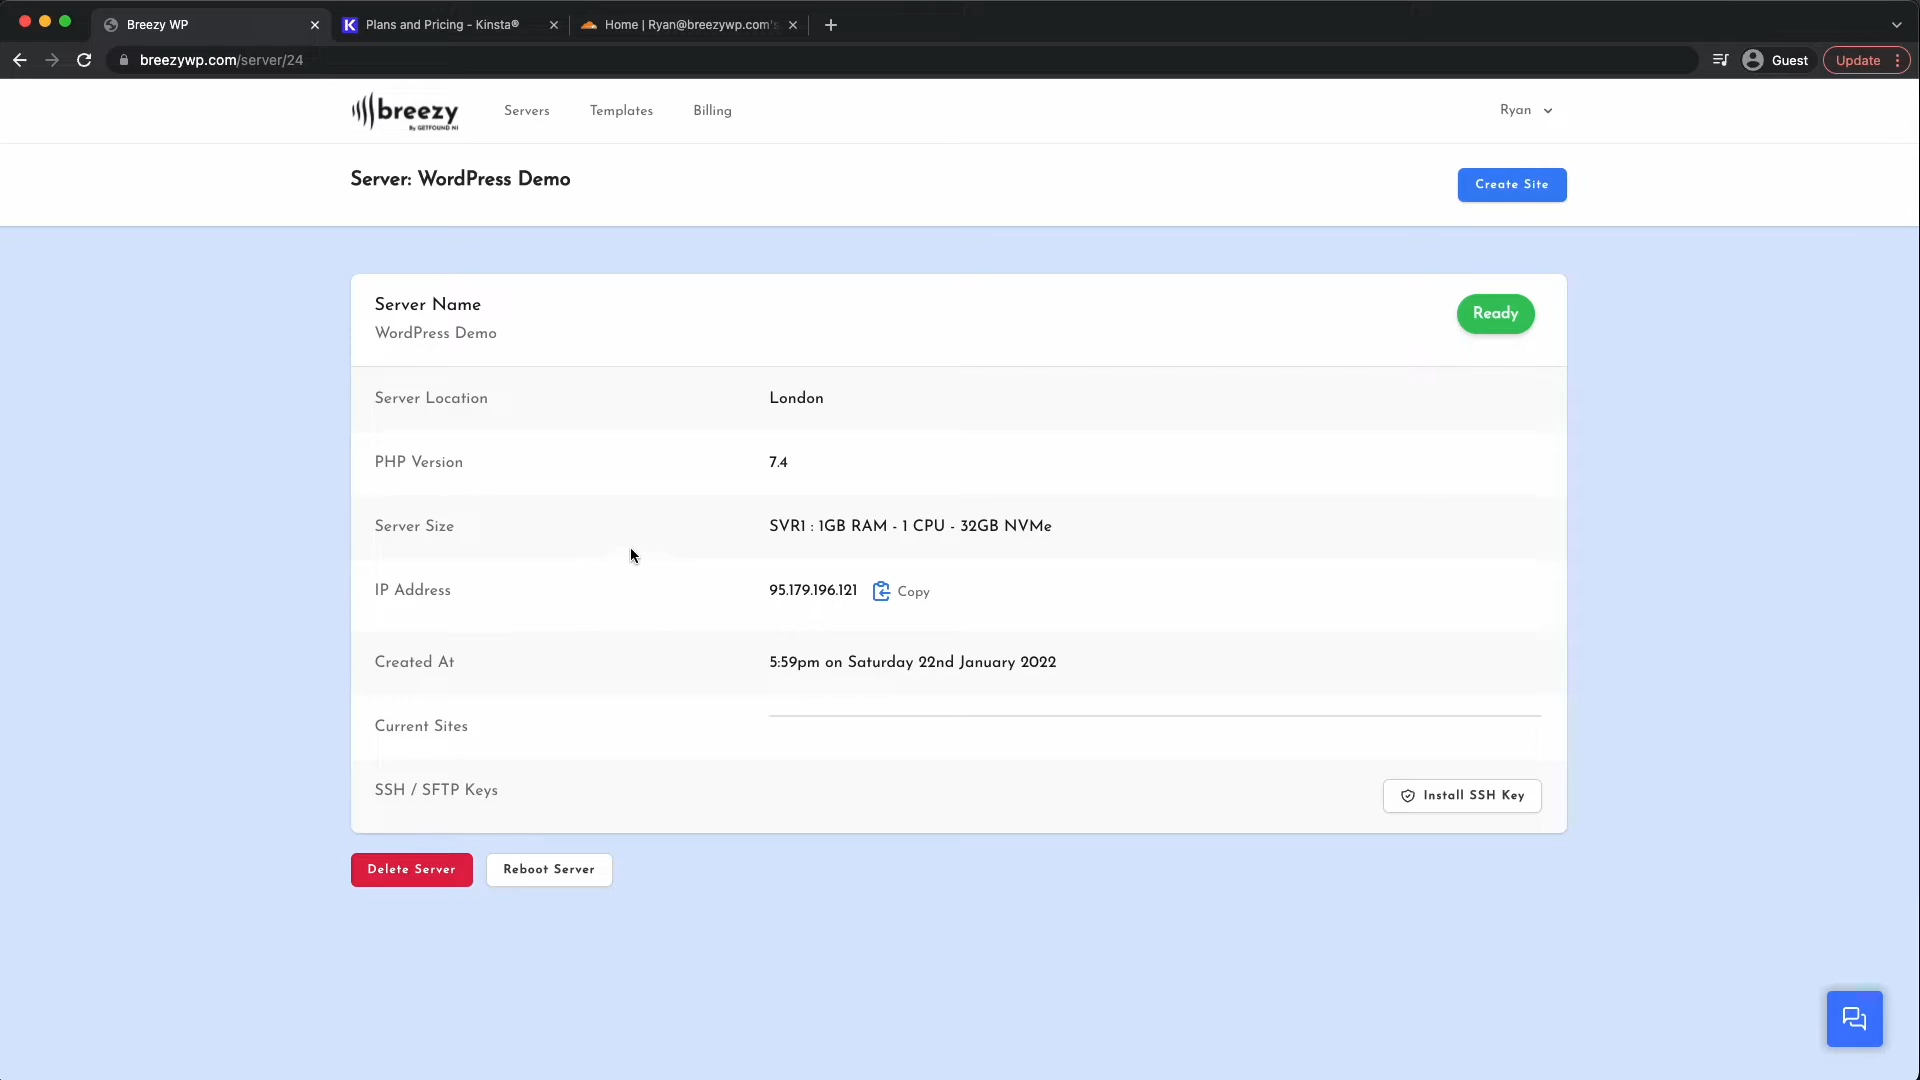 Breezy WP
Plans and Pricing - Kinsta®
Home | Ryan@breezywp.com's
breezywp.com/server/24
Guest
Update
breezy
By GETFOUND NI
Servers
Templates
Billing
Ryan
Server: WordPress Demo
Create Site
Server Name
WordPress Demo
Ready
Server Location
London
PHP Version
7.4
Server Size
SVR1 : 1GB RAM - 1 CPU - 32GB NVMe
IP Address
95.179.196.121
Copy
Created At
5:59pm on Saturday 22nd January 2022
Current Sites
SSH / SFTP Keys
Install SSH Key
Delete Server
Reboot Server